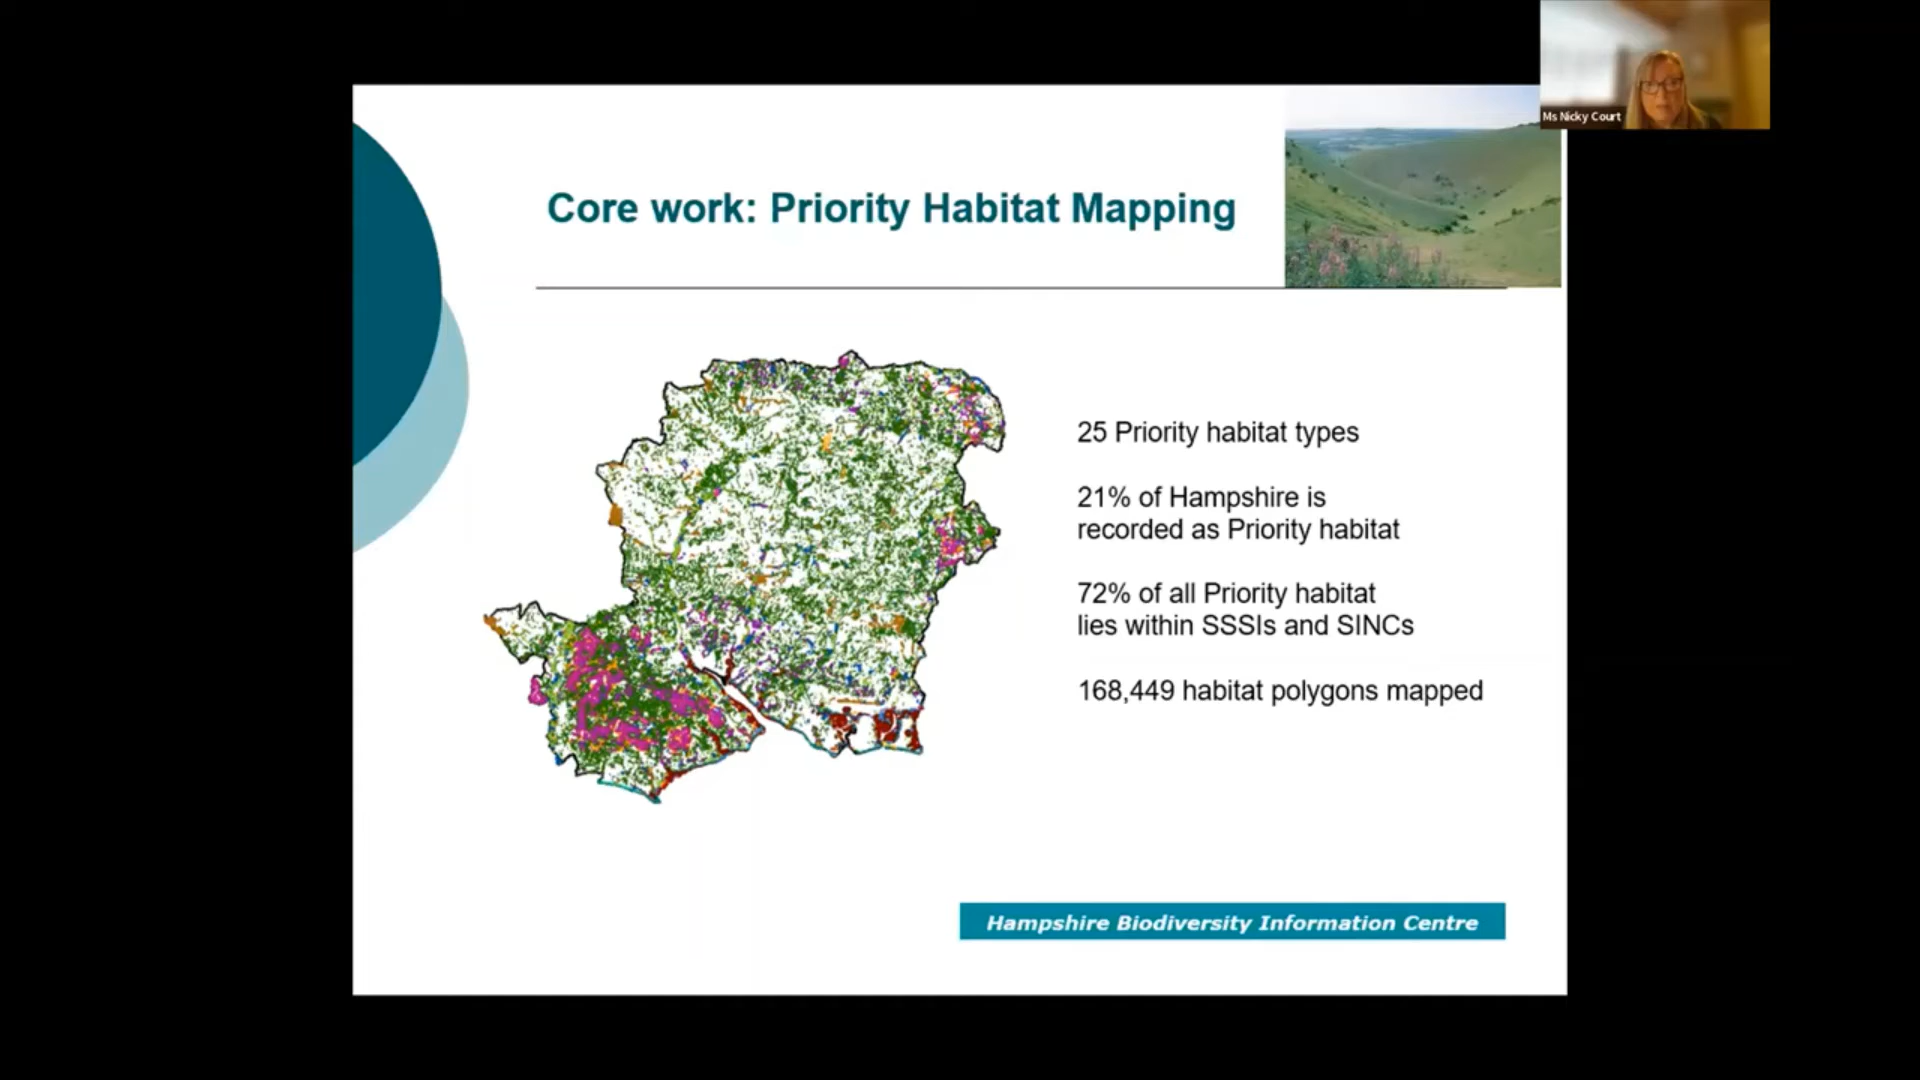 Ms Nicky Court
Core work: Priority Habitat Mapping
25 Priority habitat types
21% of Hampshire is
recorded as Priority habitat
72% of all Priority habitat
lies within SSSIs and SINCs
168,449 habitat polygons mapped
Hampshire Biodiversity Information Centre